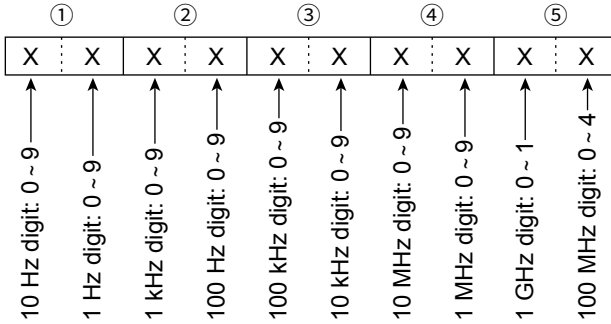 ① ② ③ ④ ⑤
X X X X X X X X X X
10 Hz digit: 0 ~ 9
1 Hz digit: 0 ~ 9
1 kHz digit: 0 ~ 9
100 Hz digit: 0 ~ 9
100 kHz digit: 0 ~ 9
10 kHz digit: 0 ~ 9
10 MHz digit: 0 ~ 9
1 MHz digit: 0 ~ 9
1 GHz digit: 0 ~ 1
100 MHz digit: 0 ~ 4